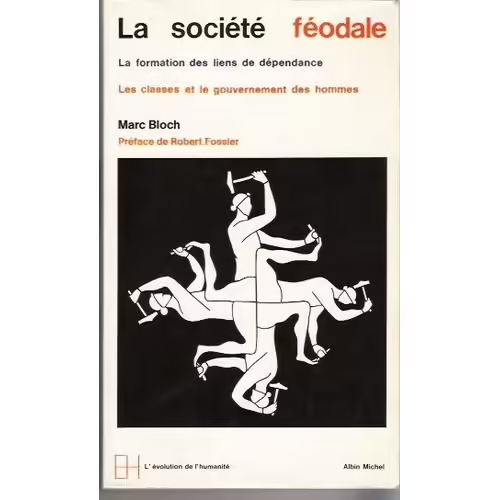 La société féodale
La formation des liens de dépendance
Les classes et le gouvernement des hommes
Marc Bloch
Préface de Robert Fossier
EH L'évolution de l'humanité Albin Michel